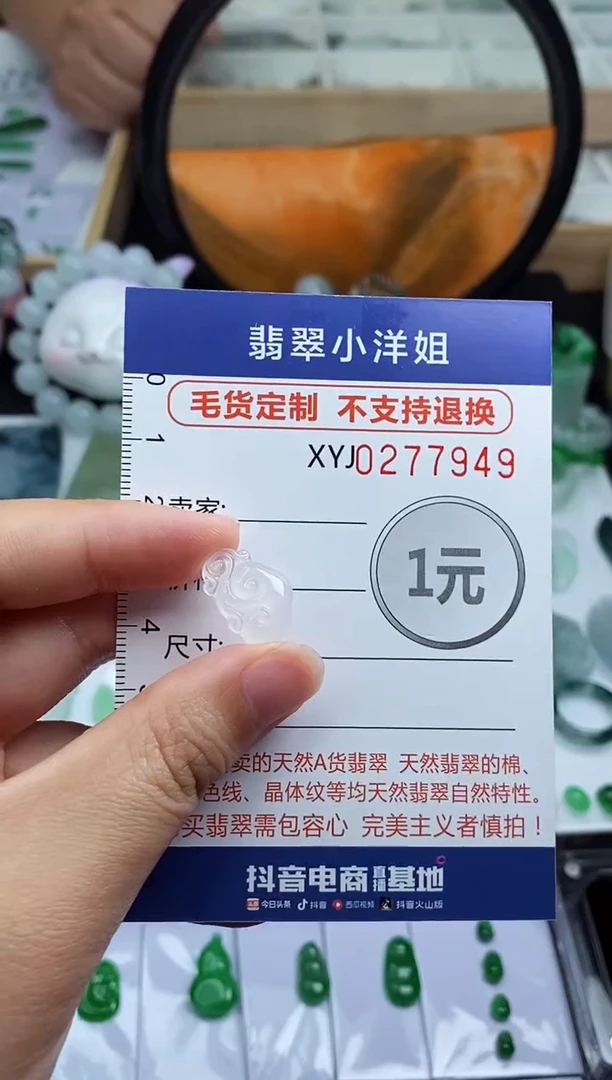 翡翠小洋姐
毛货定制 不支持退换
XYJ0277949
0
1
2
卖家:
1元
4
尺寸:
卖的天然A货翡翠 天然翡翠的棉、
色线、晶体纹等均天然翡翠自然特性。
买翡翠需包容心 完美主义者慎拍！
抖音电商直播基地
今日头条 抖音 西瓜视频 抖音火山版